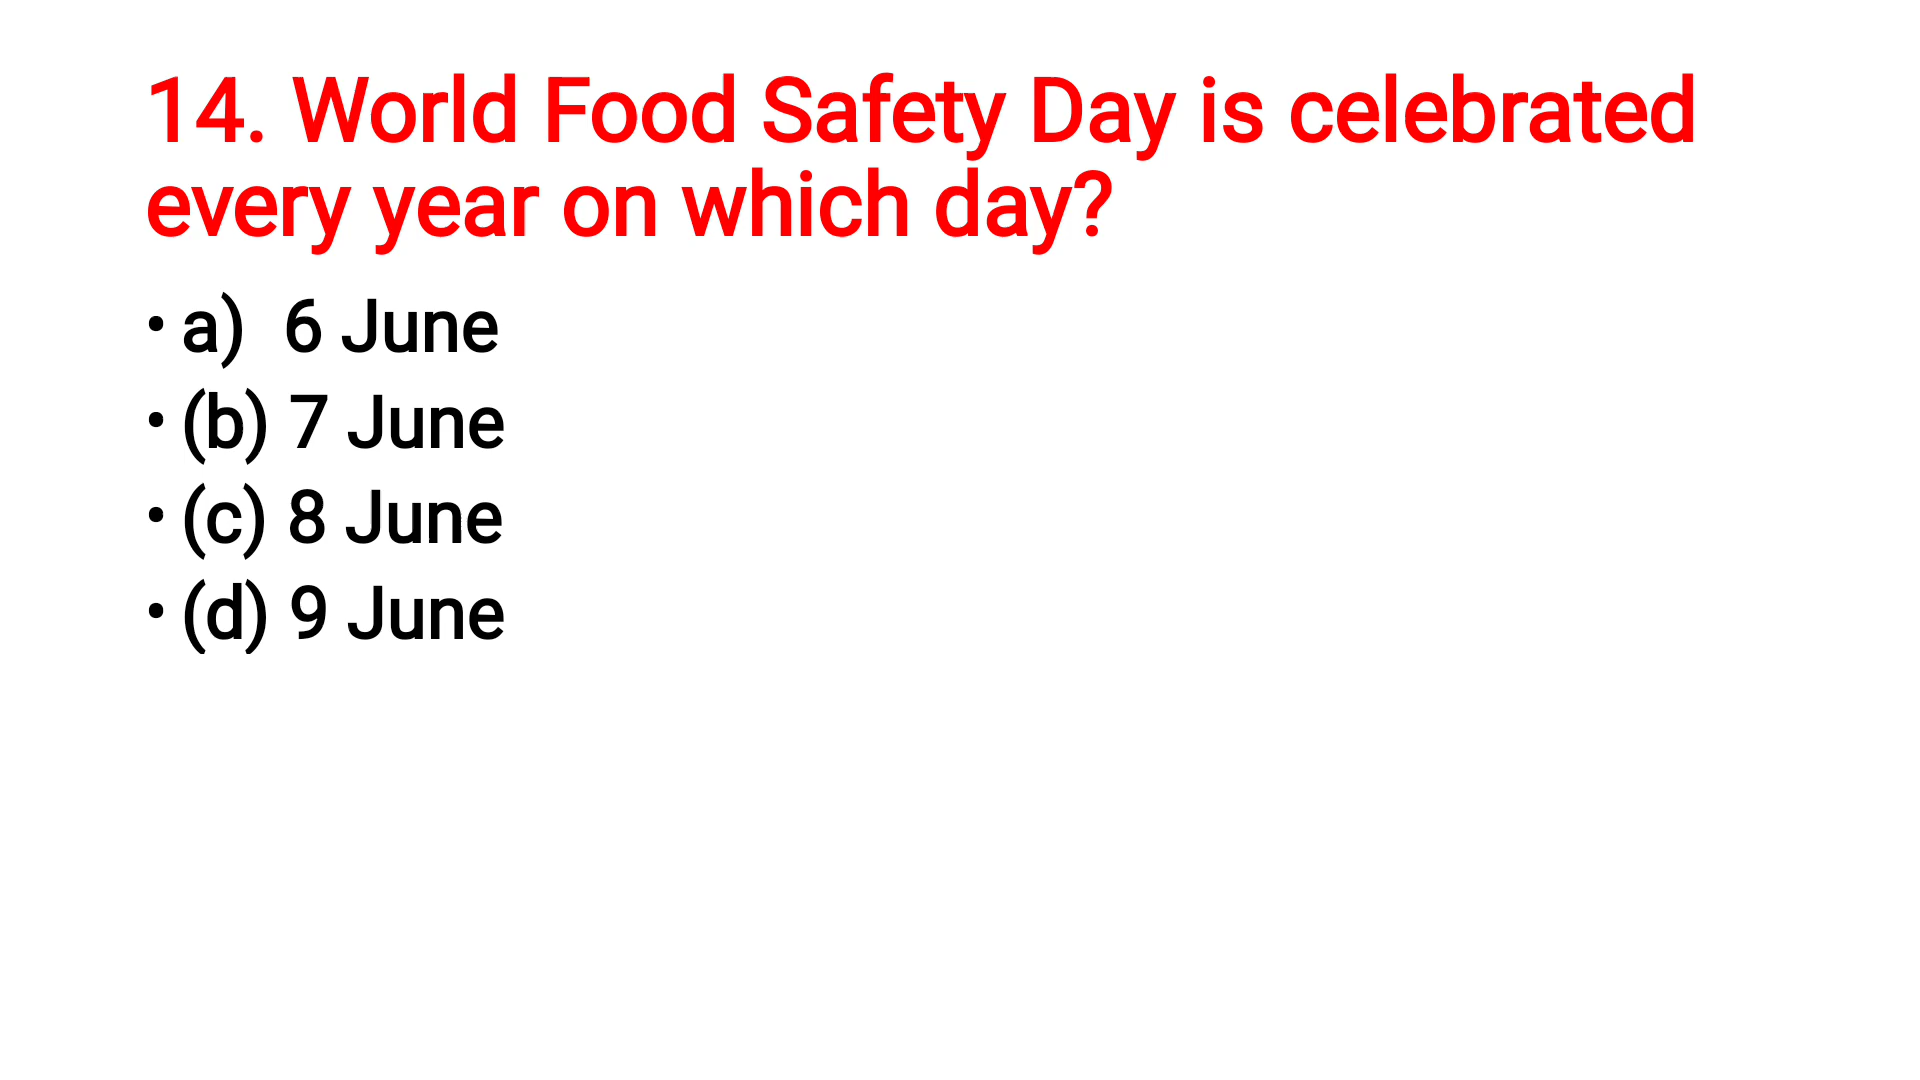 14. World Food Safety Day is celebrated
every year on which day?
• a)  6 June
• (b) 7 June
• (c) 8 June
• (d) 9 June